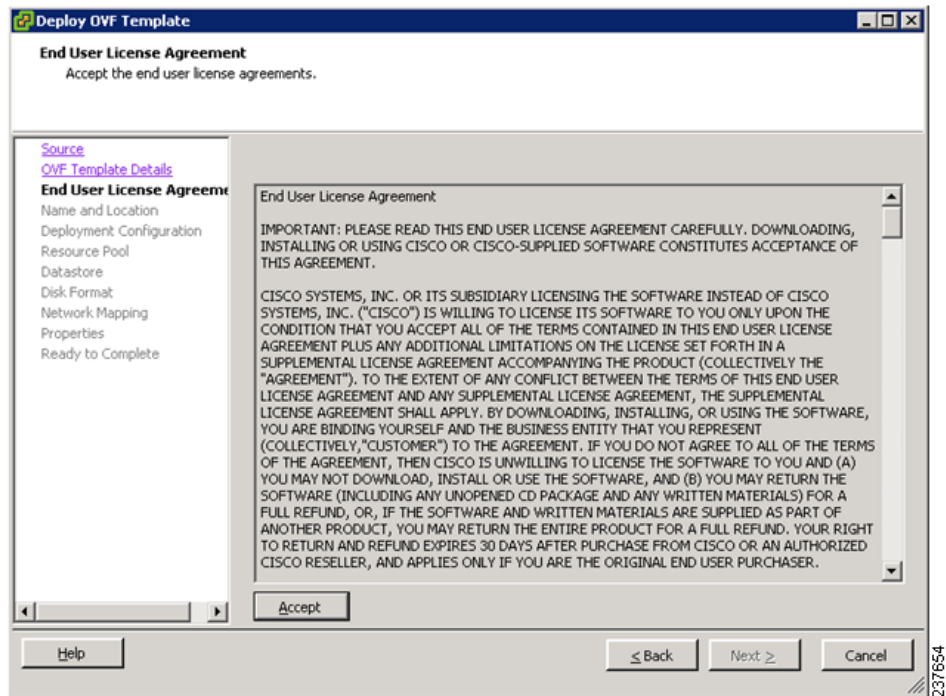 Deploy OVF Template
End User License Agreement
Accept the end user license agreements.
Source
OVF Template Details
End User License Agreeme
Name and Location
Deployment Configuration
Resource Pool
Datastore
Disk Format
Network Mapping
Properties
Ready to Complete
End User License Agreement
IMPORTANT: PLEASE READ THIS END USER LICENSE AGREEMENT CAREFULLY. DOWNLOADING,
INSTALLING OR USING CISCO OR CISCO-SUPPLIED SOFTWARE CONSTITUTES ACCEPTANCE OF
THIS AGREEMENT.
CISCO SYSTEMS, INC. OR ITS SUBSIDIARY LICENSING THE SOFTWARE INSTEAD OF CISCO
SYSTEMS, INC. ("CISCO") IS WILLING TO LICENSE ITS SOFTWARE TO YOU ONLY UPON THE
CONDITION THAT YOU ACCEPT ALL OF THE TERMS CONTAINED IN THIS END USER LICENSE
AGREEMENT PLUS ANY ADDITIONAL LIMITATIONS ON THE LICENSE SET FORTH IN A
SUPPLEMENTAL LICENSE AGREEMENT ACCOMPANYING THE PRODUCT (COLLECTIVELY THE
"AGREEMENT"). TO THE EXTENT OF ANY CONFLICT BETWEEN THE TERMS OF THIS END USER
LICENSE AGREEMENT AND ANY SUPPLEMENTAL LICENSE AGREEMENT, THE SUPPLEMENTAL
LICENSE AGREEMENT SHALL APPLY. BY DOWNLOADING, INSTALLING, OR USING THE SOFTWARE,
YOU ARE BINDING YOURSELF AND THE BUSINESS ENTITY THAT YOU REPRESENT
(COLLECTIVELY,"CUSTOMER") TO THE AGREEMENT. IF YOU DO NOT AGREE TO ALL OF THE TERMS
OF THE AGREEMENT, THEN CISCO IS UNWILLING TO LICENSE THE SOFTWARE TO YOU AND (A)
YOU MAY NOT DOWNLOAD, INSTALL OR USE THE SOFTWARE, AND (B) YOU MAY RETURN THE
SOFTWARE (INCLUDING ANY UNOPENED CD PACKAGE AND ANY WRITTEN MATERIALS) FOR A
FULL REFUND, OR, IF THE SOFTWARE AND WRITTEN MATERIALS ARE SUPPLIED AS PART OF
ANOTHER PRODUCT, YOU MAY RETURN THE ENTIRE PRODUCT FOR A FULL REFUND. YOUR RIGHT
TO RETURN AND REFUND EXPIRES 30 DAYS AFTER PURCHASE FROM CISCO OR AN AUTHORIZED
CISCO RESELLER, AND APPLIES ONLY IF YOU ARE THE ORIGINAL END USER PURCHASER.
Accept
Help
≤ Back
Next ≥
Cancel
237654